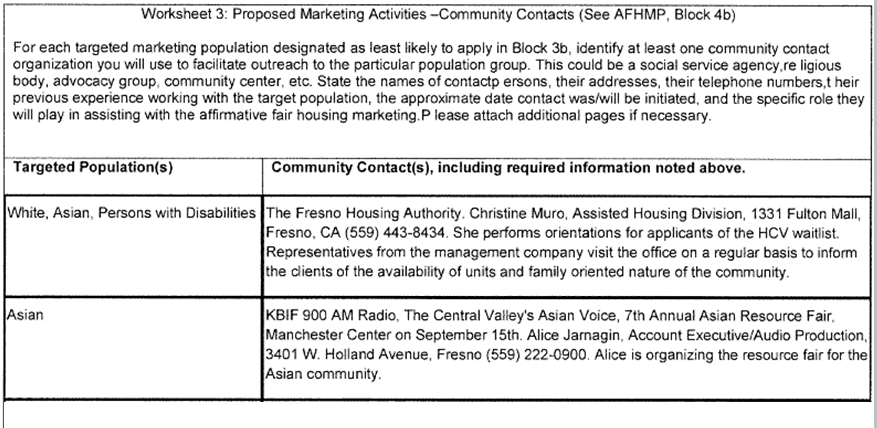 Worksheet 3: Proposed Marketing Activities –Community Contacts (See AFHMP, Block 4b)
For each targeted marketing population designated as least likely to apply in Block 3b, identify at least one community contact
organization you will use to facilitate outreach to the particular population group. This could be a social service agency,re ligious
body, advocacy group, community center, etc. State the names of contactp ersons, their addresses, their telephone numbers,t heir
previous experience working with the target population, the approximate date contact was/will be initiated, and the specific role they
will play in assisting with the affirmative fair housing marketing.P lease attach additional pages if necessary.
Targeted Population(s)
Community Contact(s), including required information noted above.
White, Asian, Persons with Disabilities
The Fresno Housing Authority. Christine Muro, Assisted Housing Division, 1331 Fulton Mall,
Fresno, CA (559) 443-8434. She performs orientations for applicants of the HCV waitlist.
Representatives from the management company visit the office on a regular basis to inform
the clients of the availability of units and family oriented nature of the community.
Asian
KBIF 900 AM Radio, The Central Valley's Asian Voice, 7th Annual Asian Resource Fair,
Manchester Center on September 15th. Alice Jarnagin, Account Executive/Audio Production,
3401 W. Holland Avenue, Fresno (559) 222-0900. Alice is organizing the resource fair for the
Asian community.